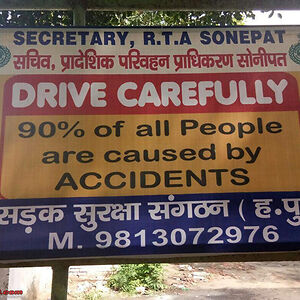 SECRETARY, R.T.A SONEPAT
सचिव, प्रादेशिक परिवहन प्राधिकरण सोनीपत
DRIVE CAREFULLY
90% of all People
are caused by
ACCIDENTS
सड़क सुरक्षा संगठन ( ह.पु
M. 9813072976